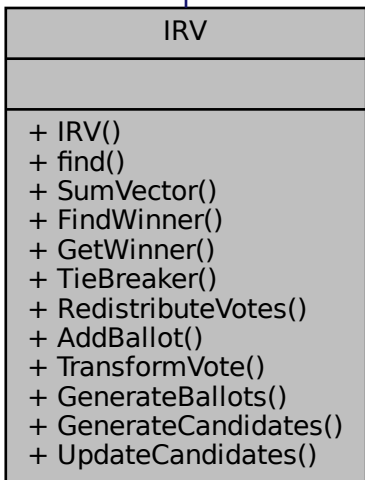 IRV
+ IRV()
+ find()
+ SumVector()
+ FindWinner()
+ GetWinner()
+ TieBreaker()
+ RedistributeVotes()
+ AddBallot()
+ TransformVote()
+ GenerateBallots()
+ GenerateCandidates()
+ UpdateCandidates()